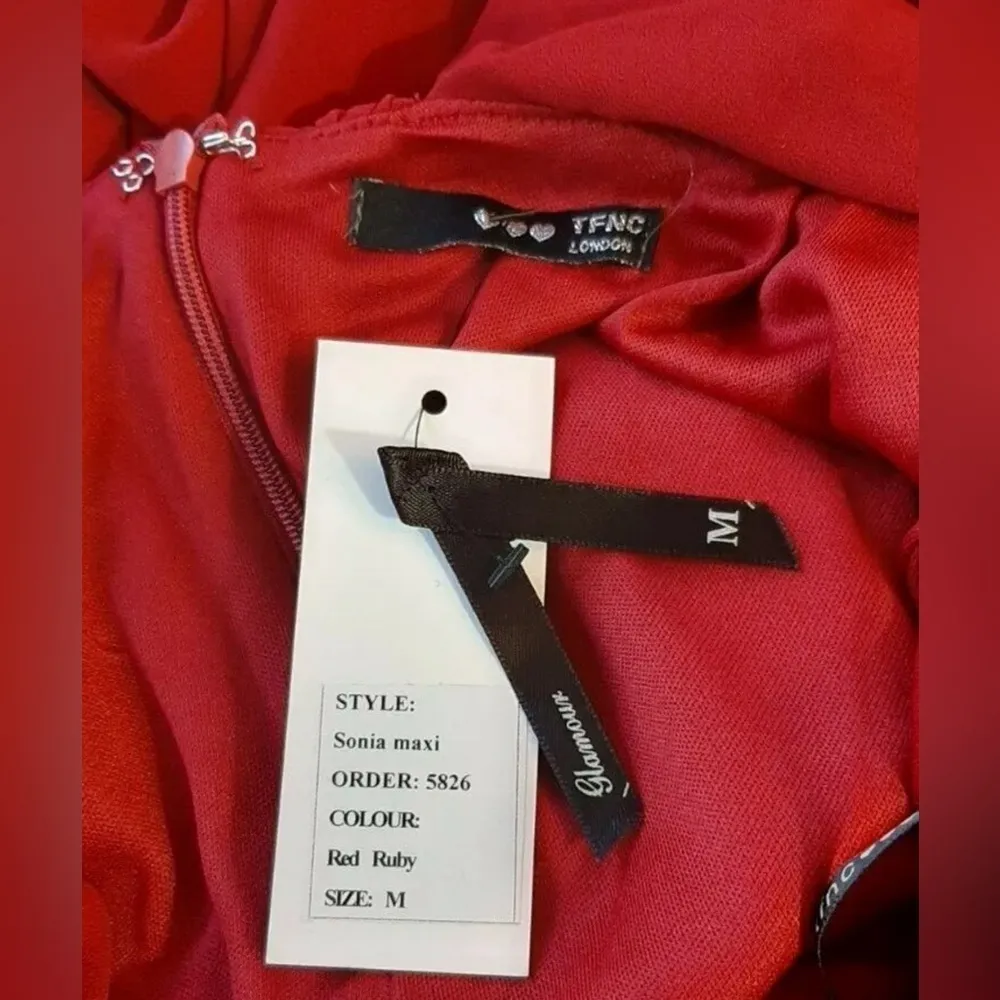 TFNC
LONDON
M
Glamour
STYLE:
Sonia maxi
ORDER: 5826
COLOUR:
Red Ruby
SIZE: M